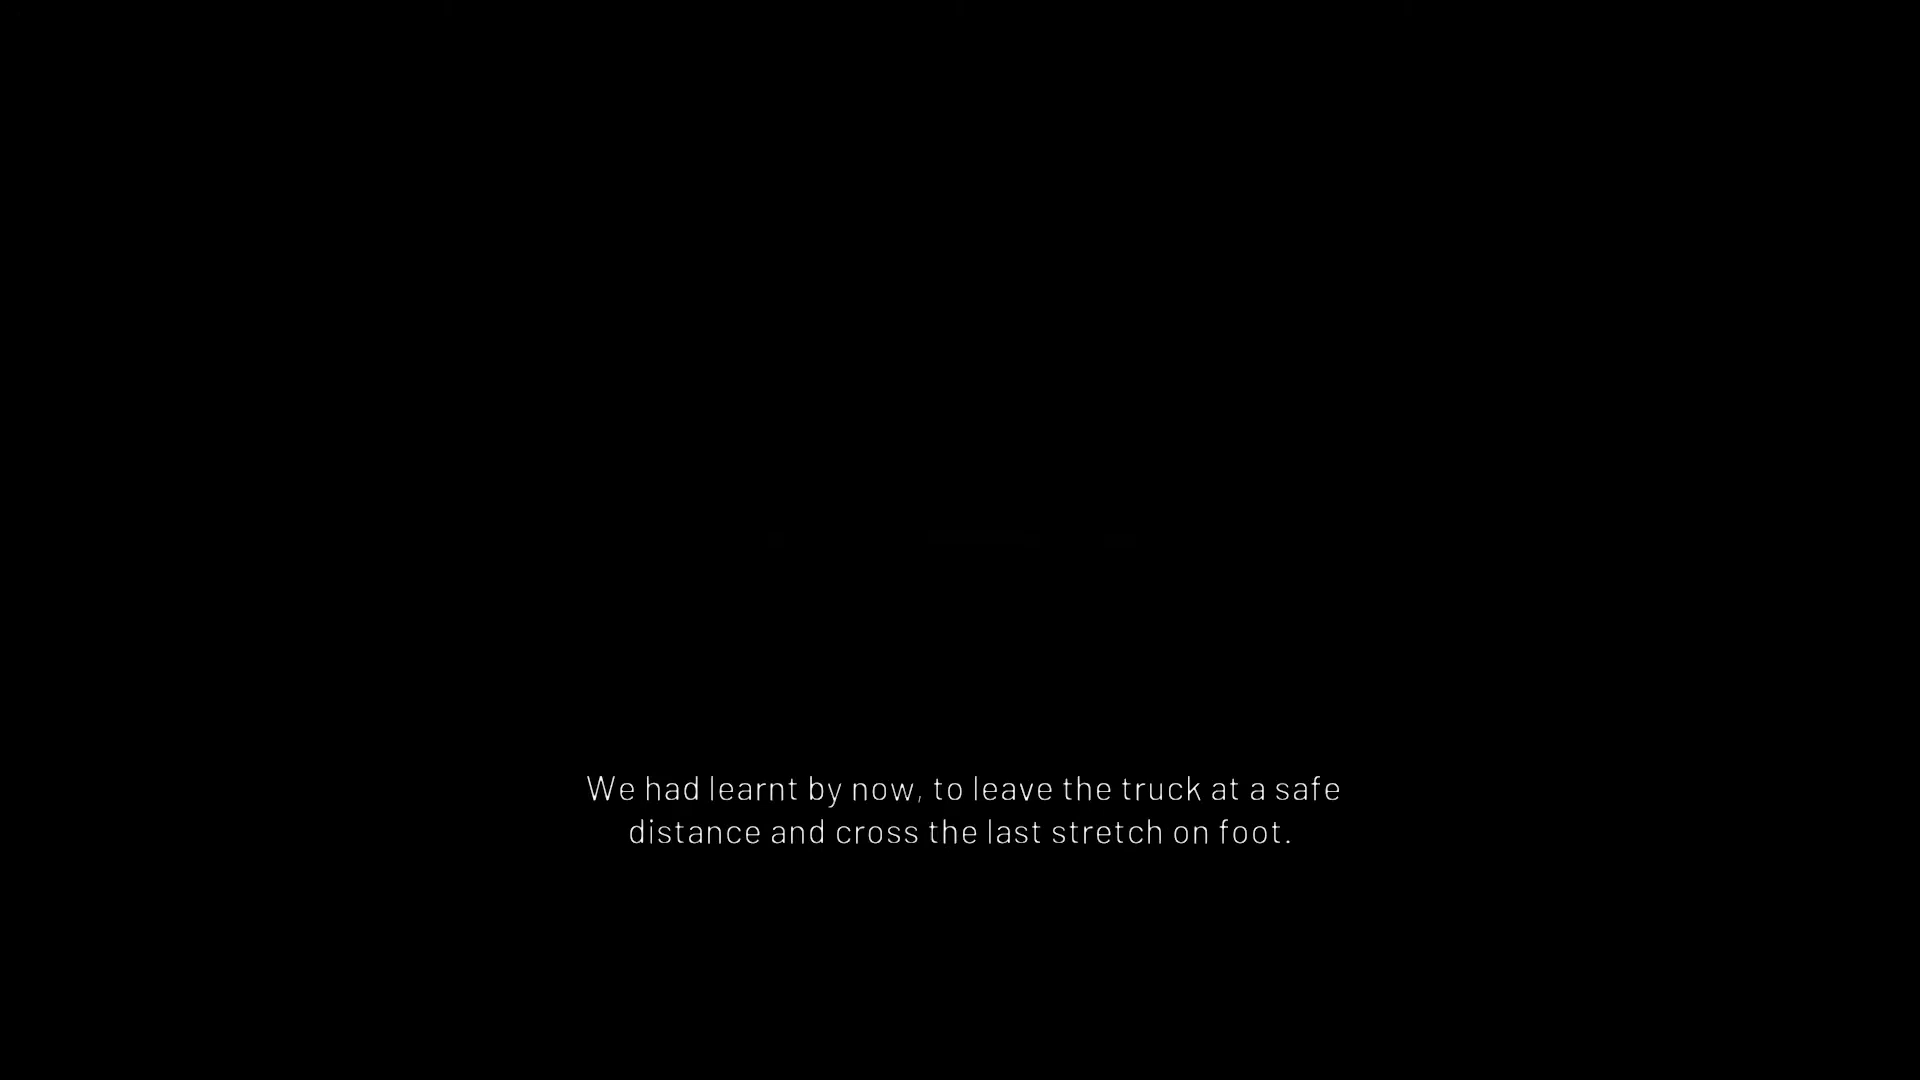 We had learnt by now, to leave the truck at a safe
distance and cross the last stretch on foot.